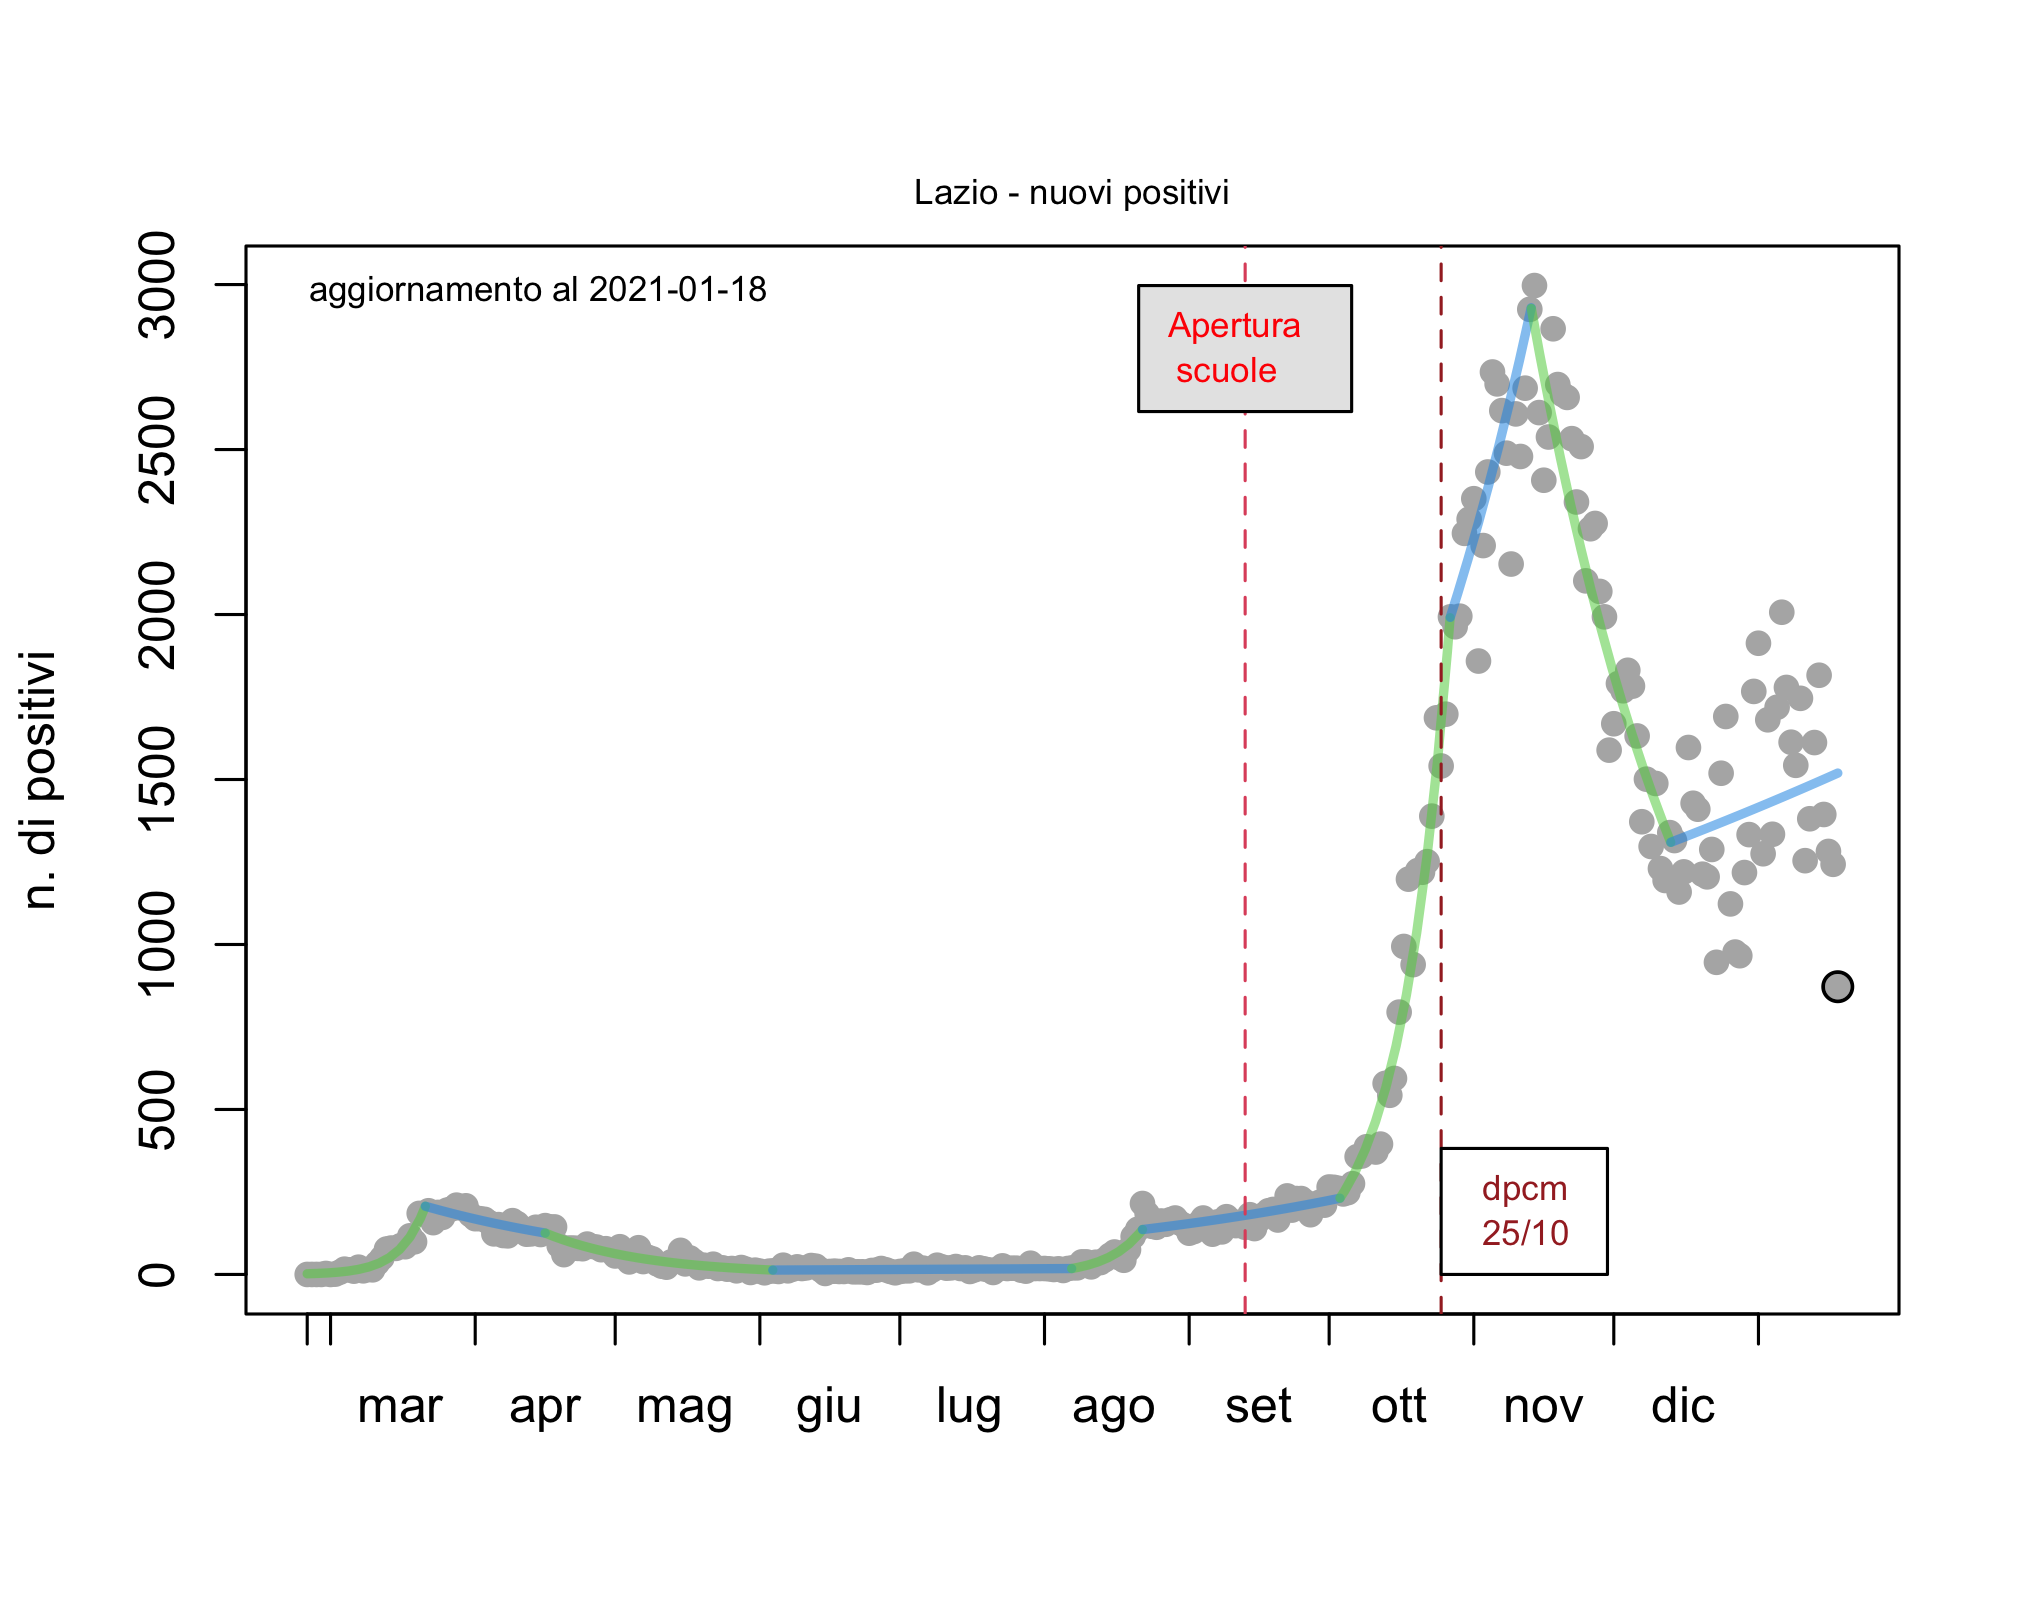 Lazio - nuovi positivi
aggiornamento al 2021-01-18
Apertura
scuole
dpcm
25/10
n. di positivi
3000
2500
2000
1500
1000
500
0
mar apr mag giu lug ago set ott nov dic